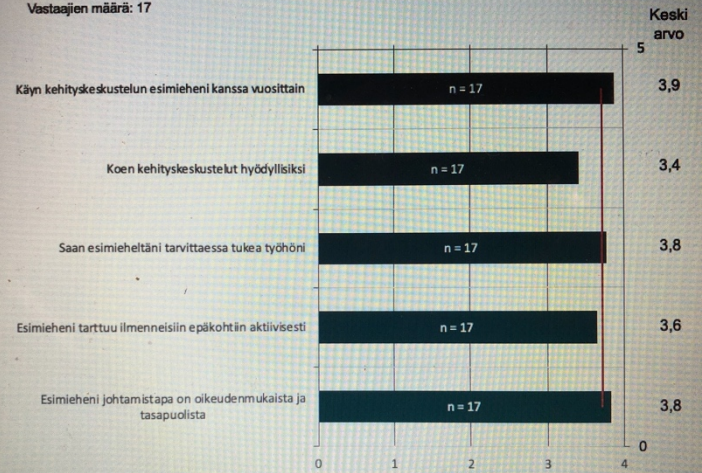 Vastaajien määrä: 17
Keski
arvo
5
Käyn kehityskeskustelun esimieheni kanssa vuosittain
n = 17
3,9
Koen kehityskeskustelut hyödyllisiksi
n = 17
3,4
Saan esimieheltäni tarvittaessa tukea työhöni
n = 17
3,8
Esimieheni tarttuu ilmenneisiin epäkohtiin aktiivisesti
n = 17
3,6
Esimieheni johtamistapa on oikeudenmukaista ja
tasapuolista
n = 17
3,8
0
0 1 2 3 4